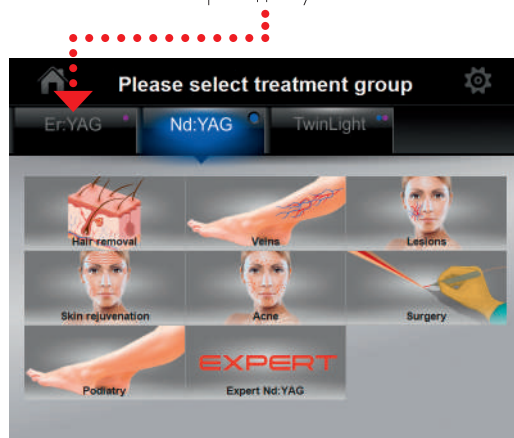 Please select treatment group
Er:YAG Nd:YAG TwinLight
Hair removal Veins Lesions
Skin rejuvenation Acne Surgery
EXPERT
Podiatry Expert Nd:YAG